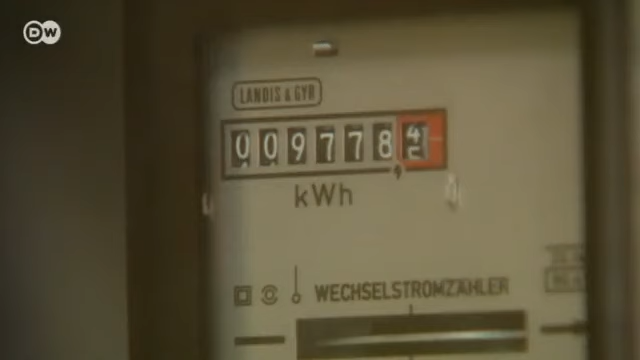 DW
LANDIS & GYR
0 0 9 7 7 8 4
kWh
WECHSELSTROMZÄHLER